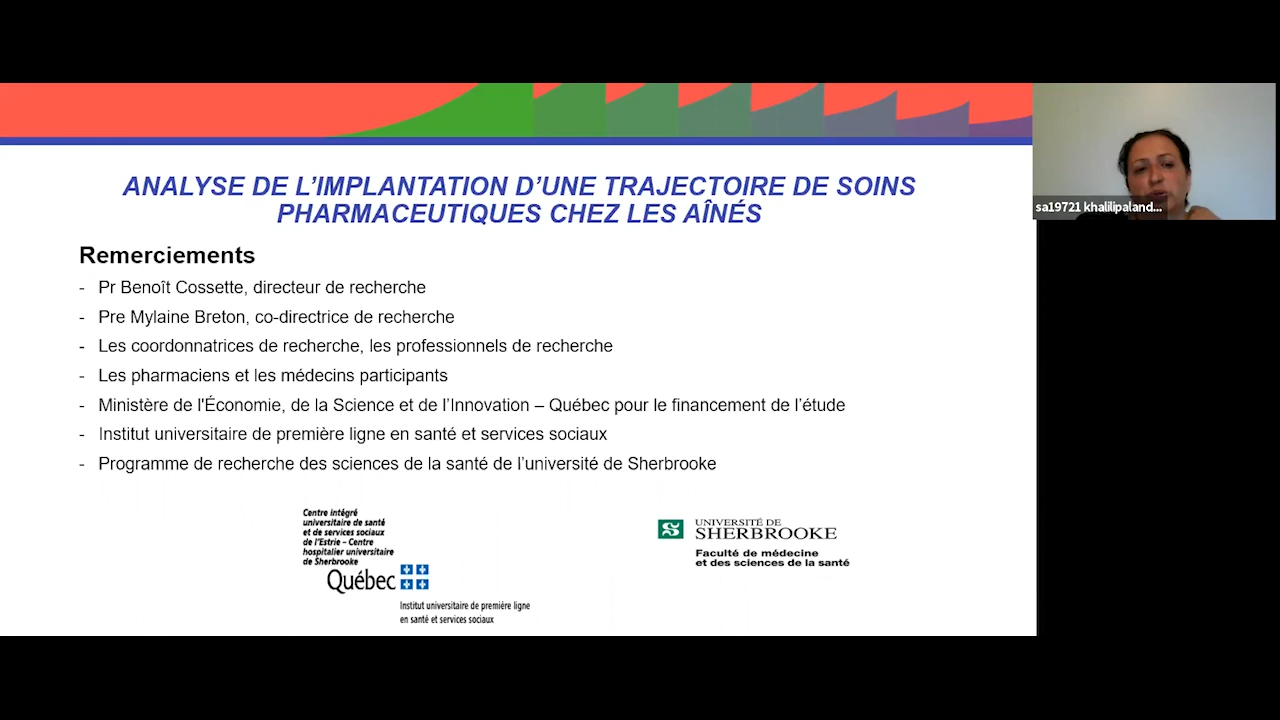 ANALYSE DE L’IMPLANTATION D’UNE TRAJECTOIRE DE SOINS
PHARMACEUTIQUES CHEZ LES AÎNÉS
Remerciements
- Pr Benoît Cossette, directeur de recherche
- Pre Mylaine Breton, co-directrice de recherche
- Les coordonnatrices de recherche, les professionnels de recherche
- Les pharmaciens et les médecins participants
- Ministère de l'Économie, de la Science et de l’Innovation – Québec pour le financement de l’étude
- Institut universitaire de première ligne en santé et services sociaux
- Programme de recherche des sciences de la santé de l’université de Sherbrooke
Centre intégré
universitaire de santé
et de services sociaux
de l’Estrie – Centre
hospitalier universitaire
de Sherbrooke
Québec
Institut universitaire de première ligne
en santé et services sociaux
UNIVERSITÉ DE
SHERBROOKE
Faculté de médecine
et des sciences de la santé
sa19721 khalilipaland...